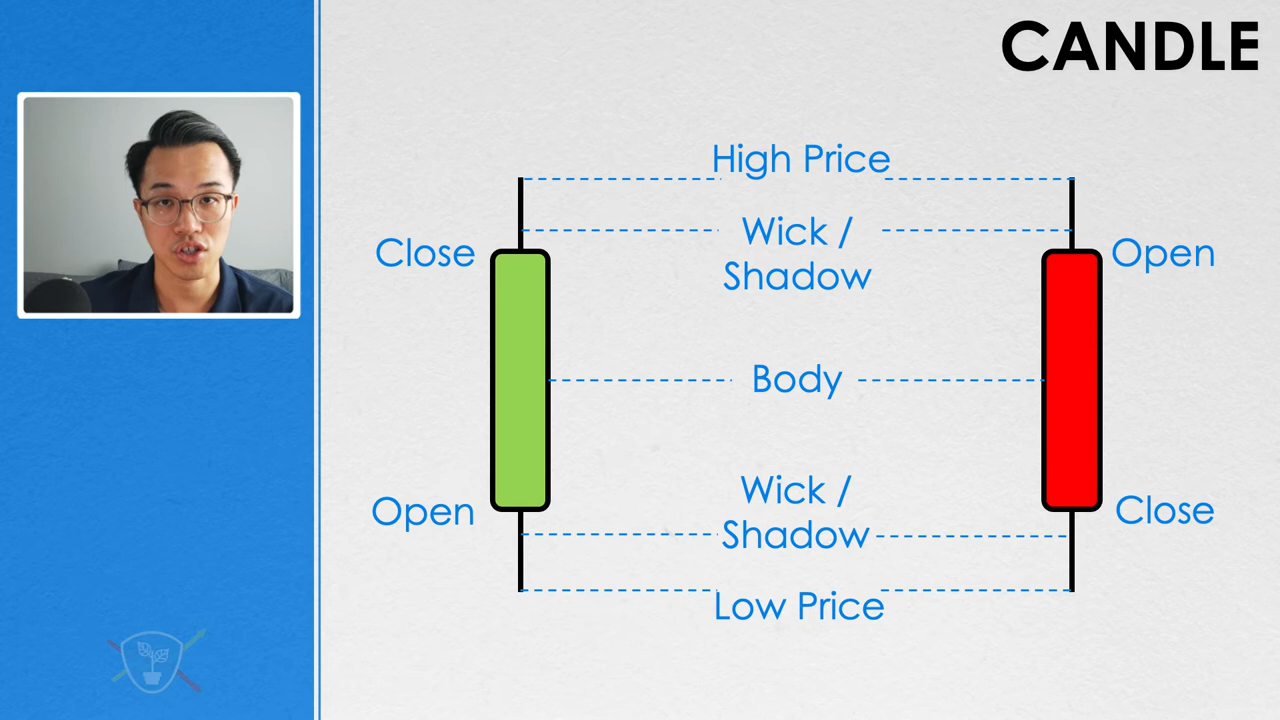 CANDLE
High Price
Wick /
Shadow
Close
Open
Body
Wick /
Shadow
Open
Close
Low Price